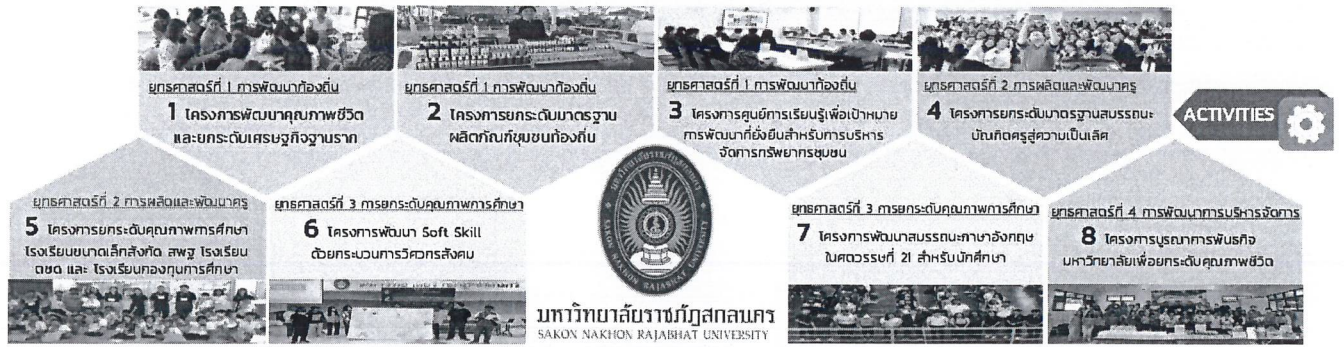 ยุทธศาสตร์ที่ 1 การพัฒนาท้องถิ่น
1 โครงการพัฒนาคุณภาพชีวิต
และยกระดับเศรษฐกิจฐานราก
ยุทธศาสตร์ที่ 1 การพัฒนาท้องถิ่น
2 โครงการยกระดับมาตรฐาน
ผลิตภัณฑ์ชุมชนท้องถิ่น
ยุทธศาสตร์ที่ 1 การพัฒนาท้องถิ่น
3 โครงการศูนย์การเรียนรู้เพื่อเป้าหมาย
การพัฒนาที่ยั่งยืนสำหรับการบริหาร
จัดการทรัพยากรชุมชน
ยุทธศาสตร์ที่ 2 การผลิตและพัฒนาครู
4 โครงการยกระดับมาตรฐานสมรรถนะ
บัณฑิตครูสู่ความเป็นเลิศ
ACTIVITIES
ยุทธศาสตร์ที่ 2 การผลิตและพัฒนาครู
5 โครงการยกระดับคุณภาพการศึกษา
โรงเรียนขนาดเล็กสังกัด สพฐ โรงเรียน
ตชด และ โรงเรียนกองทุนการศึกษา
ยุทธศาสตร์ที่ 3 การยกระดับคุณภาพการศึกษา
6 โครงการพัฒนา Soft Skill
ด้วยกระบวนการวิศวกรสังคม
มหาวิทยาลัยราชภัฏสกลนคร
SAKON NAKHON RAJABHAT UNIVERSITY
มหาวิทยาลัยราชภัฏสกลนคร
SAKON NAKHON RAJABHAT UNIVERSITY
ยุทธศาสตร์ที่ 3 การยกระดับคุณภาพการศึกษา
7 โครงการพัฒนาสมรรถนะภาษาอังกฤษ
ในศตวรรษที่ 21 สำหรับนักศึกษา
ยุทธศาสตร์ที่ 4 การพัฒนาการบริหารจัดการ
8 โครงการบูรณาการพันธกิจ
มหาวิทยาลัยเพื่อยกระดับคุณภาพชีวิต